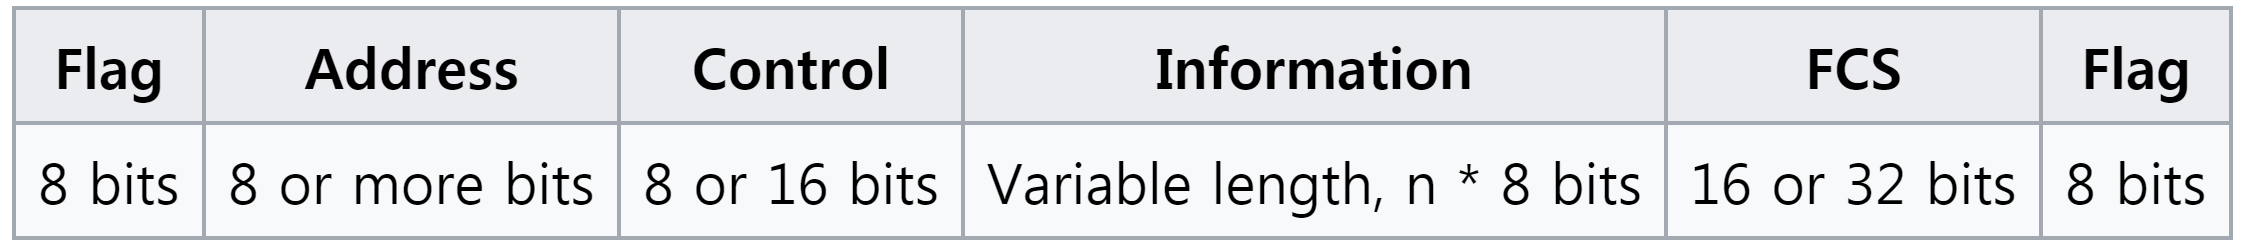 Flag Address Control Information FCS Flag
8 bits 8 or more bits 8 or 16 bits Variable length, n * 8 bits 16 or 32 bits 8 bits